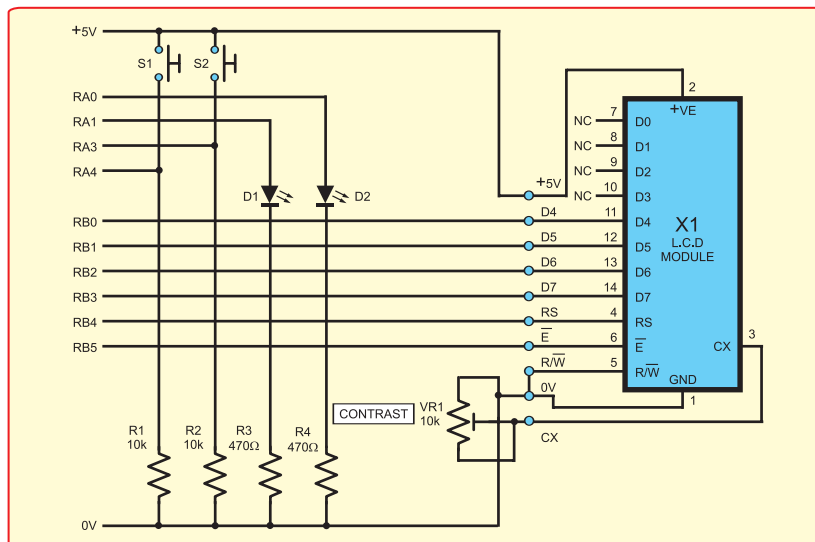 +5V
S1
S2
RA0
RA1
RA3
RA4
D1
D2
RB0
RB1
RB2
RB3
RB4
RB5
R1
10k
R2
10k
R3
470Ω
R4
470Ω
0V
CONTRAST
VR1
10k
+5V
D4
D5
D6
D7
RS
E̅
R/W̅
0V
CX
NC 7 D0
NC 8 D1
NC 9 D2
NC 10 D3
11 D4
12 D5
13 D6
14 D7
4 RS
6 E̅
5 R/W̅
2
+VE
X1
L.C.D
MODULE
CX 3
GND
1